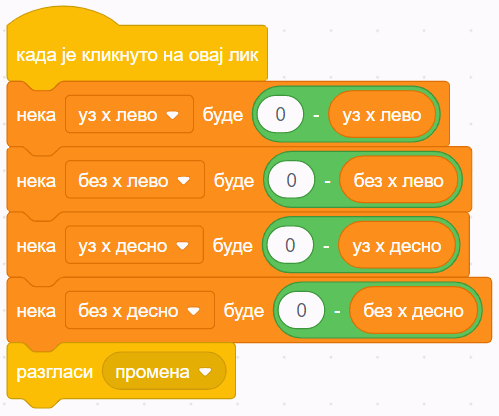 када је кликнуто на овај лик
нека уз x лево буде 0 - уз x лево
нека без x лево буде 0 - без x лево
нека уз x десно буде 0 - уз x десно
нека без x десно буде 0 - без x десно
разгласи промена